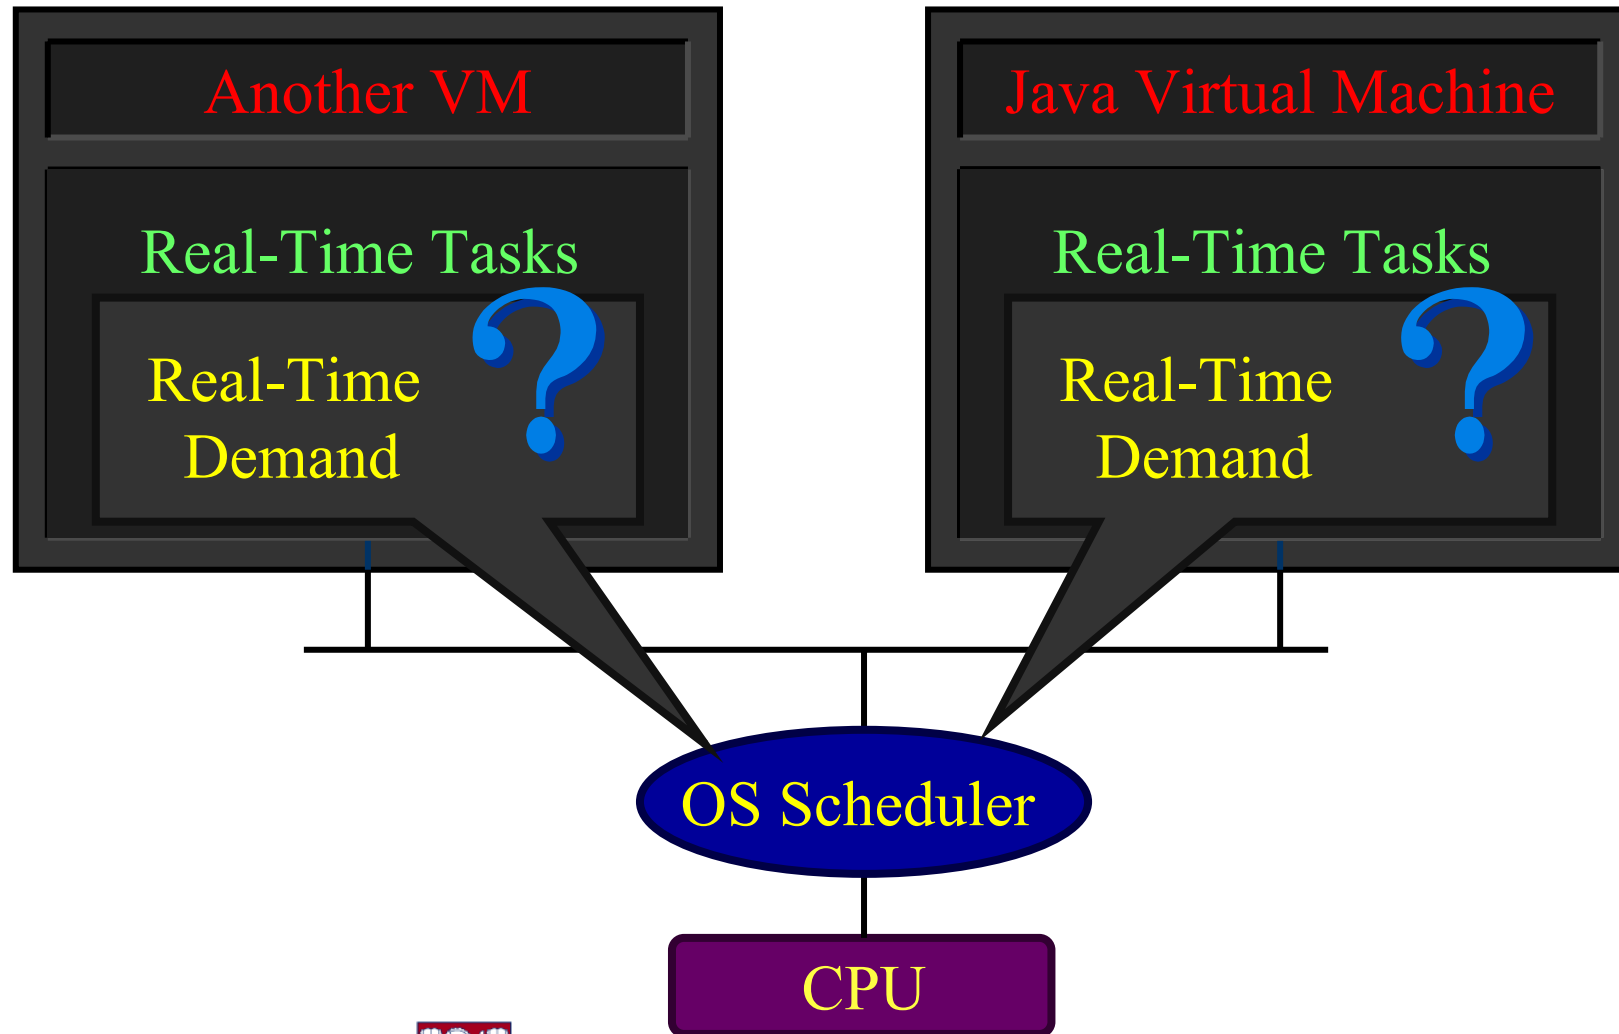 Another VM
Real-Time Tasks
Real-Time
Demand
?
Java Virtual Machine
Real-Time Tasks
Real-Time
Demand
?
OS Scheduler
CPU